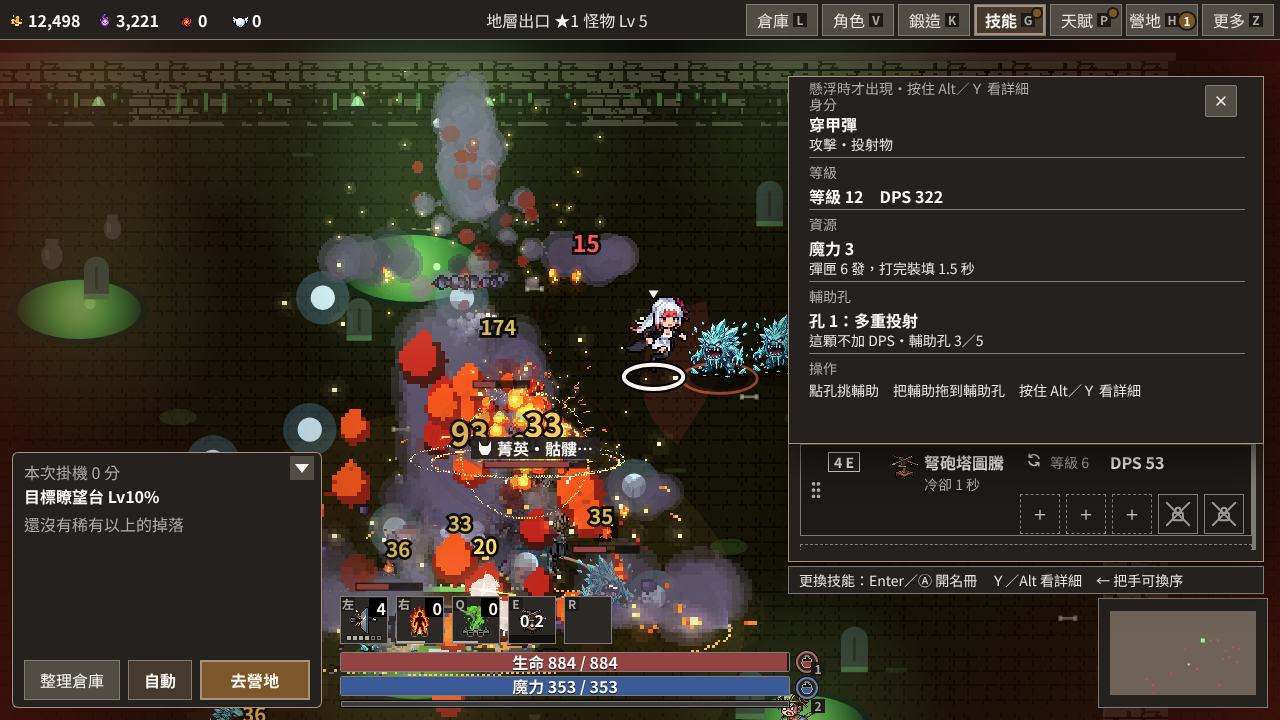 12,498
3,221
0
0
地層出口 ★1 怪物 Lv 5
倉庫 L
角色 V
鍛造 K
技能 G
天賦 P
營地 H 1
更多 Z
懸浮時才出現・按住 Alt／Y 看詳細
身分
穿甲彈
攻擊・投射物
等級
等級 12 DPS 322
資源
魔力 3
彈匣 6 發，打完裝填 1.5 秒
輔助孔
孔 1：多重投射
這顆不加 DPS・輔助孔 3／5
操作
點孔挑輔助 把輔助拖到輔助孔 按住 Alt／Y 看詳細
4 E
弩砲塔圖騰
等級 6
DPS 53
冷卻 1 秒
更換技能：Enter／Ⓐ 開名冊 Y／Alt 看詳細 ← 把手可換序
15
174
93
33
菁英・骷髏…
33
35
36
20
36
本次掛機 0 分
目標瞭望台 Lv10%
還沒有稀有以上的掉落
整理倉庫
自動
去營地
左 4
右 0
Q 0
E 0.2
R
生命 884 / 884
1
魔力 353 / 353
2